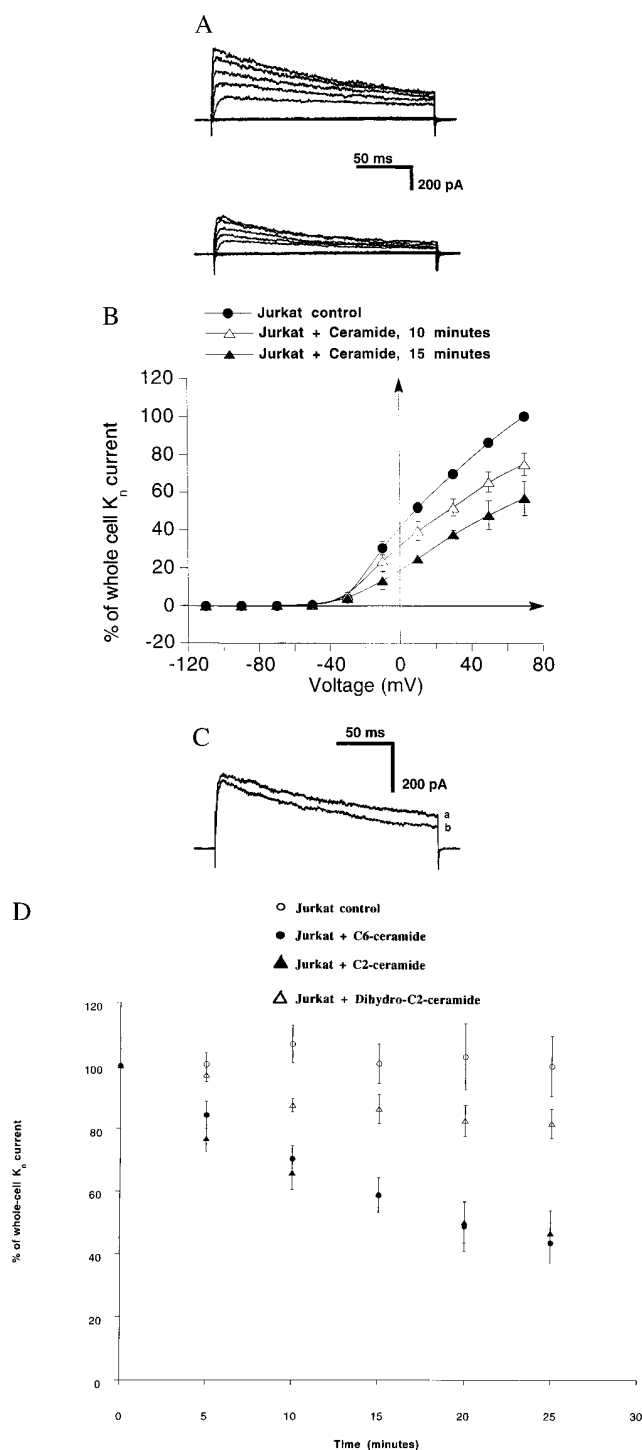 A
50 ms
200 pA
B
Jurkat control
Jurkat + Ceramide, 10 minutes
Jurkat + Ceramide, 15 minutes
120
100
80
60
40
20
0
-20
% of whole cell Kn current
-120
-80
-40
0
40
80
Voltage (mV)
C
50 ms
200 pA
a
b
D
Jurkat control
Jurkat + C6-ceramide
Jurkat + C2-ceramide
Jurkat + Dihydro-C2-ceramide
120
100
80
60
40
20
0
% of whole-cell Kn current
0
5
10
15
20
25
30
Time (minutes)